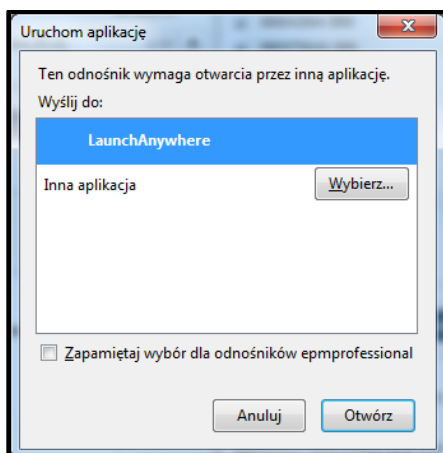 Uruchom aplikację
Ten odnośnik wymaga otwarcia przez inną aplikację.
Wyślij do:
LaunchAnywhere
Inna aplikacja
Wybierz...
Zapamiętaj wybór dla odnośników epmprofessional
Anuluj
Otwórz